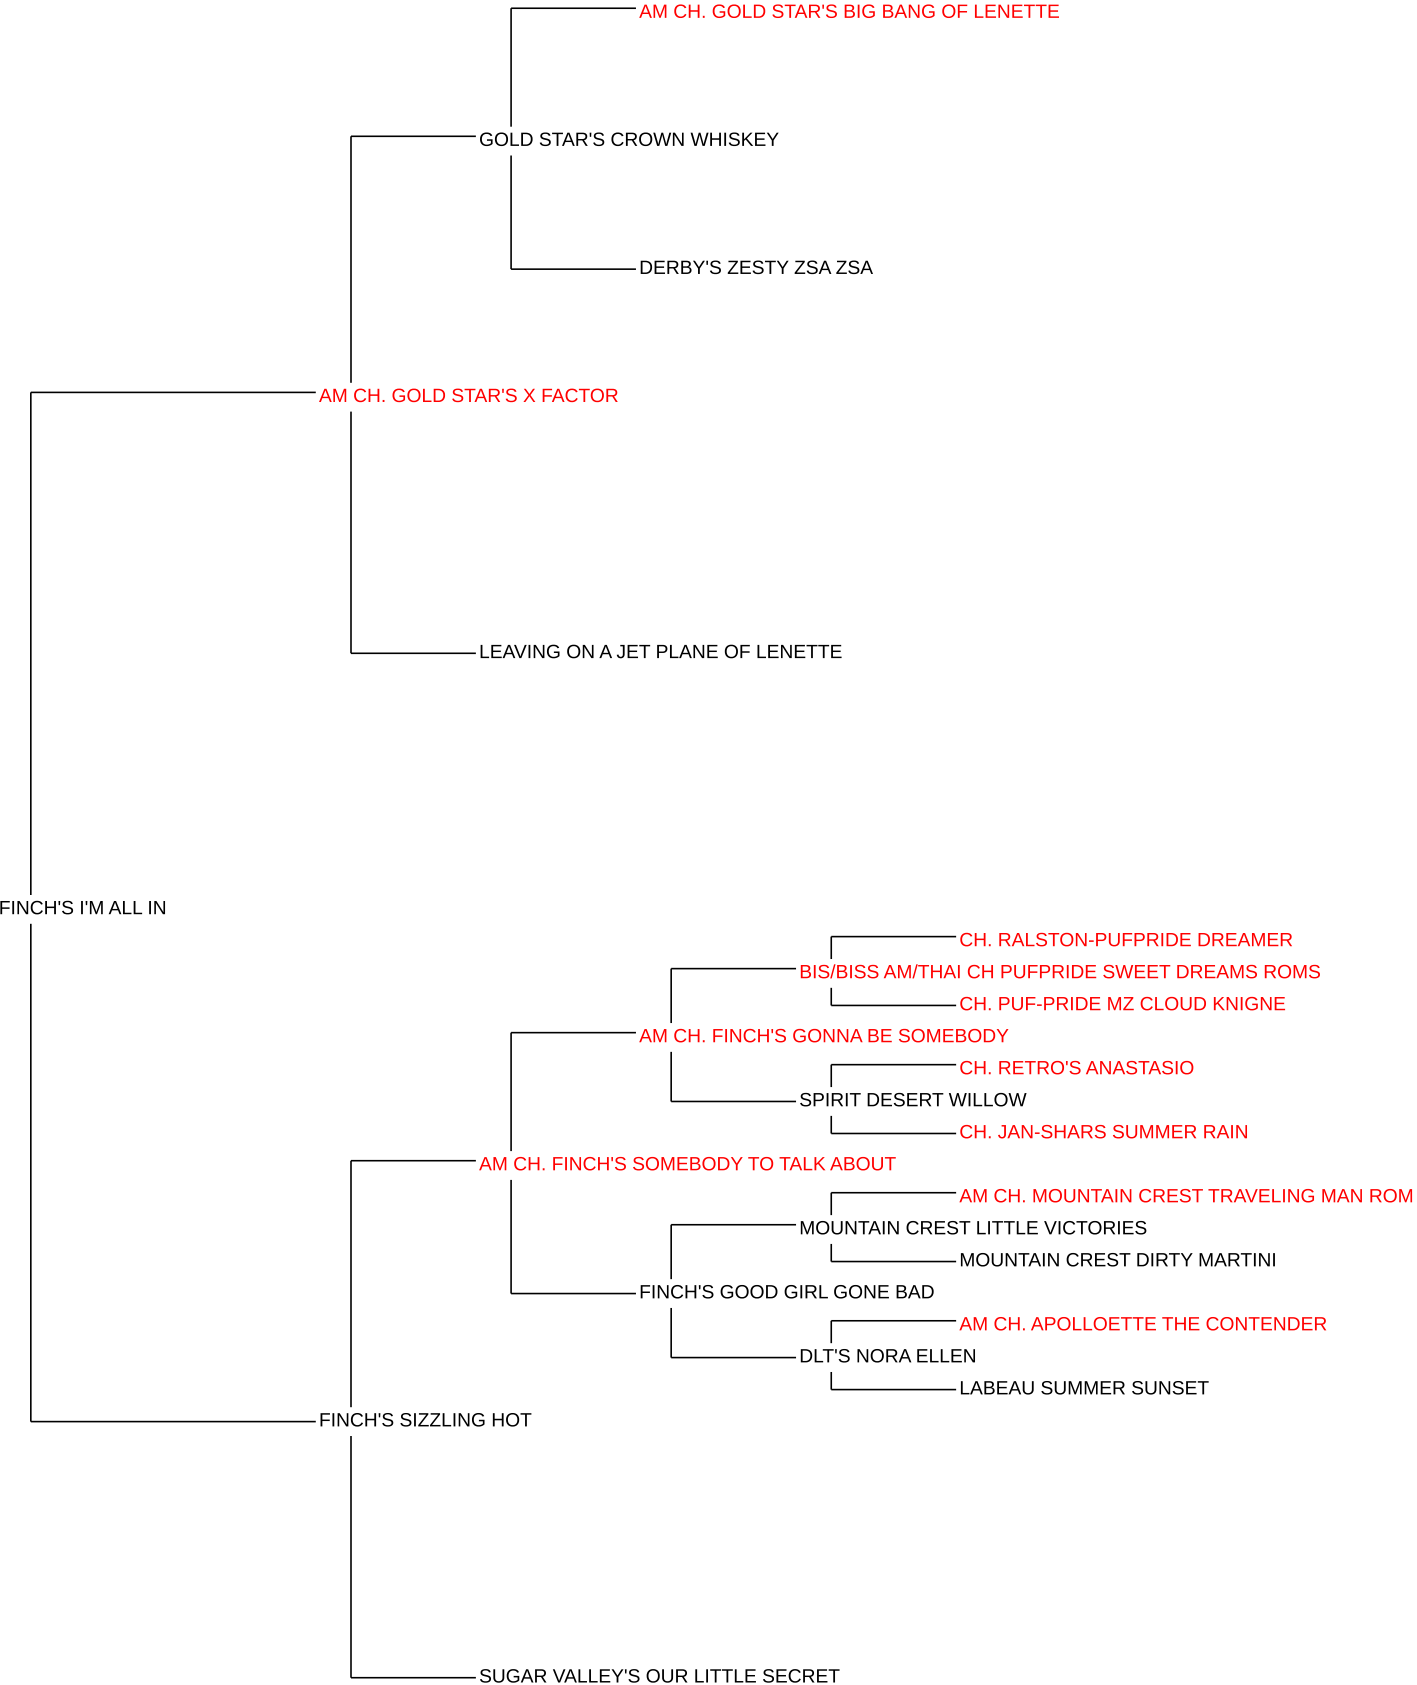 AM CH. GOLD STAR'S BIG BANG OF LENETTE
GOLD STAR'S CROWN WHISKEY
DERBY'S ZESTY ZSA ZSA
AM CH. GOLD STAR'S X FACTOR
LEAVING ON A JET PLANE OF LENETTE
FINCH'S I'M ALL IN
CH. RALSTON-PUFPRIDE DREAMER
BIS/BISS AM/THAI CH PUFPRIDE SWEET DREAMS ROMS
CH. PUF-PRIDE MZ CLOUD KNIGNE
AM CH. FINCH'S GONNA BE SOMEBODY
CH. RETRO'S ANASTASIO
SPIRIT DESERT WILLOW
CH. JAN-SHARS SUMMER RAIN
AM CH. FINCH'S SOMEBODY TO TALK ABOUT
AM CH. MOUNTAIN CREST TRAVELING MAN ROM
MOUNTAIN CREST LITTLE VICTORIES
MOUNTAIN CREST DIRTY MARTINI
FINCH'S GOOD GIRL GONE BAD
AM CH. APOLLOETTE THE CONTENDER
DLT'S NORA ELLEN
LABEAU SUMMER SUNSET
FINCH'S SIZZLING HOT
SUGAR VALLEY'S OUR LITTLE SECRET